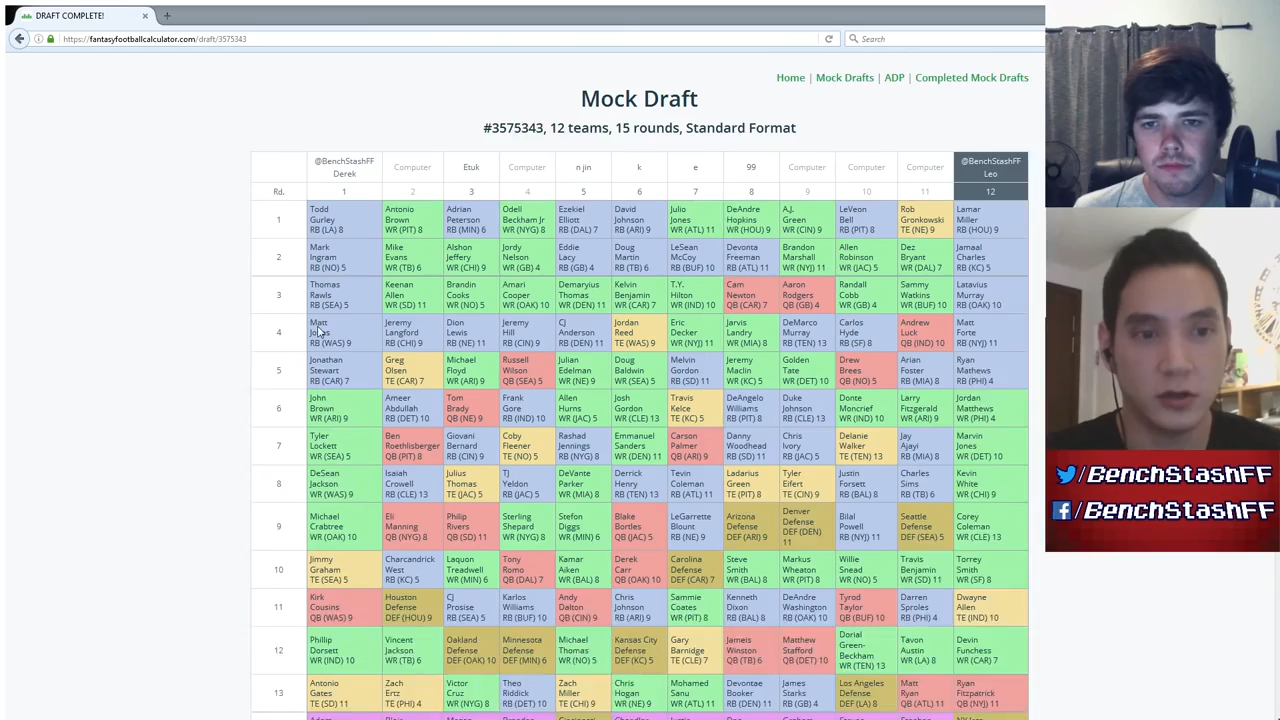 DRAFT COMPLETE!
https://fantasyfootballcalculator.com/draft/3575343
Search
Home | Mock Drafts | ADP | Completed Mock Drafts
Mock Draft
#3575343, 12 teams, 15 rounds, Standard Format
@BenchStashFF Derek Computer Etuk Computer n jin k e 99 Computer Computer Computer @BenchStashFF Leo
Rd. 1 2 3 4 5 6 7 8 9 10 11 12
1
Todd Gurley RB (LA) 8
Antonio Brown WR (PIT) 8
Adrian Peterson RB (MIN) 6
Odell Beckham Jr WR (NYG) 8
Ezekiel Elliott RB (DAL) 7
David Johnson RB (ARI) 9
Julio Jones WR (ATL) 11
DeAndre Hopkins WR (HOU) 9
A.J. Green WR (CIN) 9
LeVeon Bell RB (PIT) 8
Rob Gronkowski TE (NE) 9
Lamar Miller RB (HOU) 9
2
Mark Ingram RB (NO) 5
Mike Evans WR (TB) 6
Alshon Jeffery WR (CHI) 9
Jordy Nelson WR (GB) 4
Eddie Lacy RB (GB) 4
Doug Martin RB (TB) 6
LeSean McCoy RB (BUF) 10
Devonta Freeman RB (ATL) 11
Brandon Marshall WR (NYJ) 11
Allen Robinson WR (JAC) 5
Dez Bryant WR (DAL) 7
Jamaal Charles RB (KC) 5
3
Thomas Rawls RB (SEA) 5
Keenan Allen WR (SD) 11
Brandin Cooks WR (NO) 5
Amari Cooper WR (OAK) 10
Demaryius Thomas WR (DEN) 11
Kelvin Benjamin WR (CAR) 7
T.Y. Hilton WR (IND) 10
Cam Newton QB (CAR) 7
Aaron Rodgers QB (GB) 4
Randall Cobb WR (GB) 4
Sammy Watkins WR (BUF) 10
Latavius Murray RB (OAK) 10
4
Matt Jones RB (WAS) 9
Jeremy Langford RB (CHI) 9
Dion Lewis RB (NE) 11
Jeremy Hill RB (CIN) 9
CJ Anderson RB (DEN) 11
Jordan Reed TE (WAS) 9
Eric Decker WR (NYJ) 11
Jarvis Landry WR (MIA) 8
DeMarco Murray RB (TEN) 13
Carlos Hyde RB (SF) 8
Andrew Luck QB (IND) 10
Matt Forte RB (NYJ) 11
5
Jonathan Stewart RB (CAR) 7
Greg Olsen TE (CAR) 7
Michael Floyd WR (ARI) 9
Russell Wilson QB (SEA) 5
Julian Edelman WR (NE) 9
Doug Baldwin WR (SEA) 5
Melvin Gordon RB (SD) 11
Jeremy Maclin WR (KC) 5
Golden Tate WR (DET) 10
Drew Brees QB (NO) 5
Arian Foster RB (MIA) 8
Ryan Mathews RB (PHI) 4
6
John Brown WR (ARI) 9
Ameer Abdullah RB (DET) 10
Tom Brady QB (NE) 9
Frank Gore RB (IND) 10
Allen Hurns WR (JAC) 5
Josh Gordon WR (CLE) 13
Travis Kelce TE (KC) 5
DeAngelo Williams RB (PIT) 8
Duke Johnson RB (CLE) 13
Donte Moncrief WR (IND) 10
Larry Fitzgerald WR (ARI) 9
Jordan Matthews WR (PHI) 4
7
Tyler Lockett WR (SEA) 5
Ben Roethlisberger QB (PIT) 8
Giovani Bernard RB (CIN) 9
Coby Fleener TE (NO) 5
Rashad Jennings RB (NYG) 8
Emmanuel Sanders WR (DEN) 11
Carson Palmer QB (ARI) 9
Danny Woodhead RB (SD) 11
Chris Ivory RB (JAC) 5
Delanie Walker TE (TEN) 13
Jay Ajayi RB (MIA) 8
Marvin Jones WR (DET) 10
8
DeSean Jackson WR (WAS) 9
Isaiah Crowell RB (CLE) 13
Julius Thomas TE (JAC) 5
TJ Yeldon RB (JAC) 5
DeVante Parker WR (MIA) 8
Derrick Henry RB (TEN) 13
Tevin Coleman RB (ATL) 11
Ladarius Green TE (PIT) 8
Tyler Eifert TE (CIN) 9
Justin Forsett RB (BAL) 8
Charles Sims RB (TB) 6
Kevin White WR (CHI) 9
9
Michael Crabtree WR (OAK) 10
Eli Manning QB (NYG) 8
Philip Rivers QB (SD) 11
Sterling Shepard WR (NYG) 8
Stefon Diggs WR (MIN) 6
Blake Bortles QB (JAC) 5
LeGarrette Blount RB (NE) 9
Arizona Defense DEF (ARI) 9
Denver Defense DEF (DEN) 11
Bilal Powell RB (NYJ) 11
Seattle Defense DEF (SEA) 5
Corey Coleman WR (CLE) 13
10
Jimmy Graham TE (SEA) 5
Charcandrick West RB (KC) 5
Laquon Treadwell WR (MIN) 6
Tony Romo QB (DAL) 7
Kamar Aiken WR (BAL) 8
Derek Carr QB (OAK) 10
Carolina Defense DEF (CAR) 7
Steve Smith WR (BAL) 8
Markus Wheaton WR (PIT) 8
Willie Snead WR (NO) 5
Travis Benjamin WR (SD) 11
Torrey Smith WR (SF) 8
11
Kirk Cousins QB (WAS) 9
Houston Defense DEF (HOU) 9
CJ Prosise RB (SEA) 5
Karlos Williams RB (BUF) 10
Andy Dalton QB (CIN) 9
Chris Johnson RB (ARI) 9
Sammie Coates WR (PIT) 8
Kenneth Dixon RB (BAL) 8
DeAndre Washington RB (OAK) 10
Tyrod Taylor QB (BUF) 10
Darren Sproles RB (PHI) 4
Dwayne Allen TE (IND) 10
12
Phillip Dorsett WR (IND) 10
Vincent Jackson WR (TB) 6
Oakland Defense DEF (OAK) 10
Minnesota Defense DEF (MIN) 6
Michael Thomas WR (NO) 5
Kansas City Defense DEF (KC) 5
Gary Barnidge TE (CLE) 7
Jameis Winston QB (TB) 6
Matthew Stafford QB (DET) 10
Dorial Green-Beckham WR (TEN) 13
Tavon Austin WR (LA) 8
Devin Funchess WR (CAR) 7
13
Antonio Gates TE (SD) 11
Zach Ertz TE (PHI) 4
Victor Cruz WR (NYG) 8
Theo Riddick RB (DET) 10
Zach Miller TE (CHI) 9
Chris Hogan WR (NE) 9
Mohamed Sanu WR (ATL) 11
Devontae Booker RB (DEN) 11
James Starks RB (GB) 4
Los Angeles Defense DEF (LA) 8
Matt Ryan QB (ATL) 11
Ryan Fitzpatrick QB (NYJ) 11
/BenchStashFF
/BenchStashFF